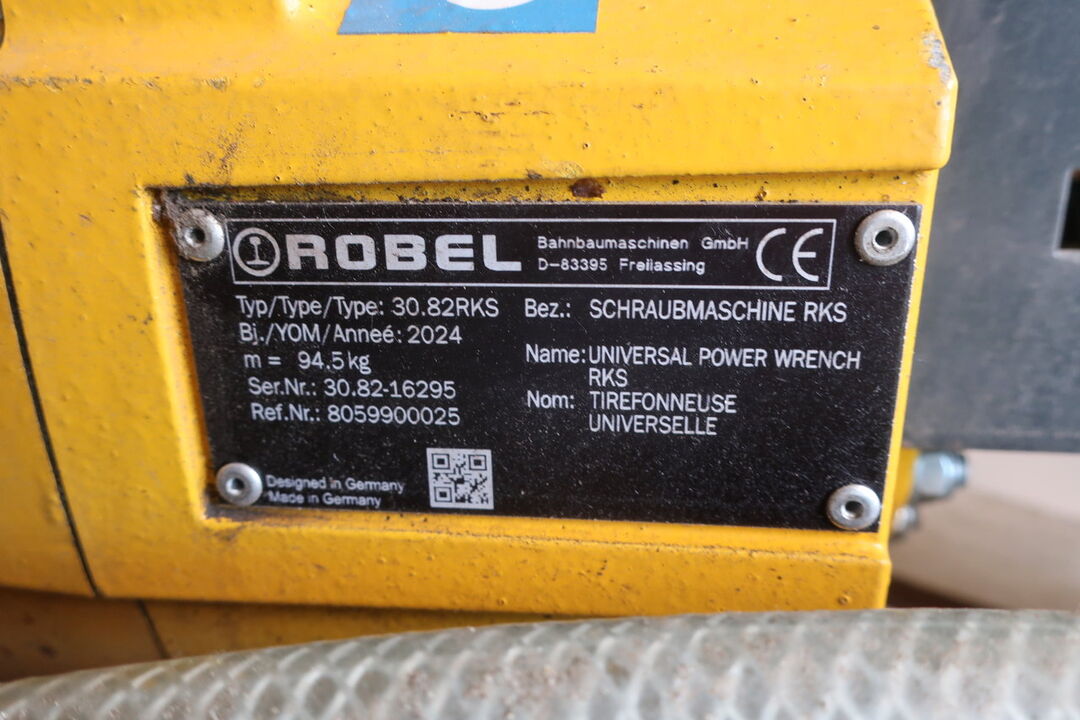 ROBEL
Bahnbaumaschinen GmbH
D-83395 Freilassing
CE
Typ/Type/Type: 30.82RKS
Bj./YOM/Anneé: 2024
m = 94.5kg
Ser.Nr.: 30.82-16295
Ref.Nr.: 8059900025
Bez.: SCHRAUBMASCHINE RKS
Name: UNIVERSAL POWER WRENCH
RKS
Nom: TIREFONNEUSE
UNIVERSELLE
Designed in Germany
Made in Germany